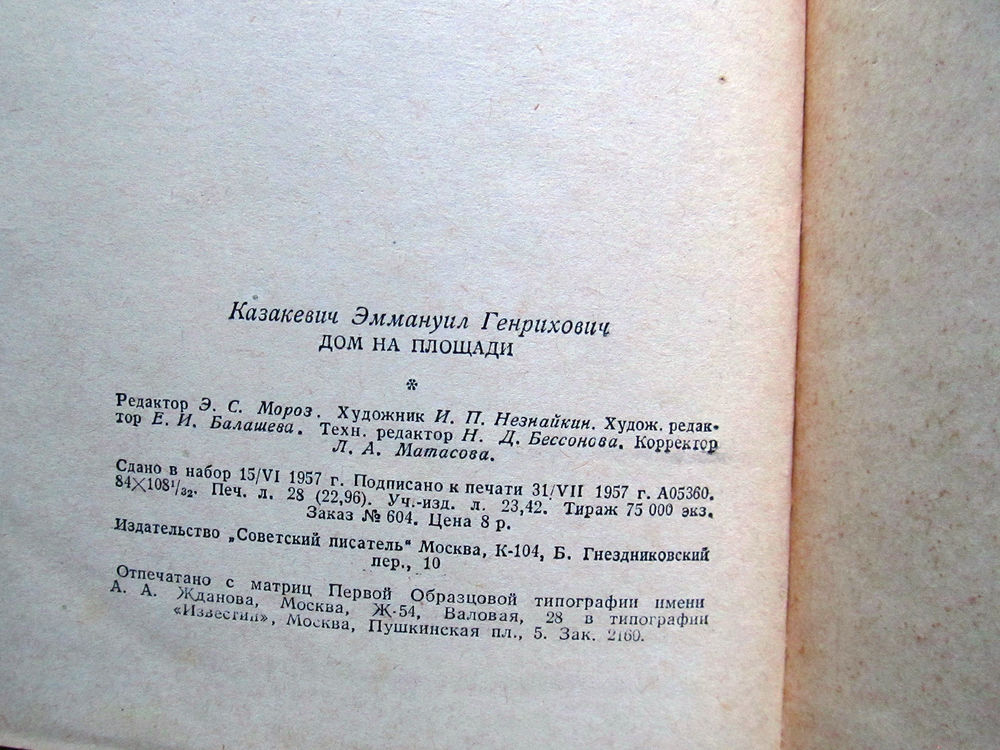 Казакевич Эммануил Генрихович
ДОМ НА ПЛОЩАДИ
*
Редактор Э. С. Мороз. Художник И. П. Незнайкин. Худож. редак-
тор Е. И. Балашева. Техн. редактор Н. Д. Бессонова. Корректор
Л. А. Матасова.
Сдано в набор 15/VI 1957 г. Подписано к печати 31/VII 1957 г. А05360.
84×108¹/₃₂. Печ. л. 28 (22,96). Уч.-изд. л. 23,42. Тираж 75 000 экз.
Заказ № 604. Цена 8 р.
Издательство „Советский писатель“ Москва, К-104, Б. Гнездниковский
пер., 10
Отпечатано с матриц Первой Образцовой типографии имени
А. А. Жданова, Москва, Ж-54, Валовая, 28 в типографии
«Известий», Москва, Пушкинская пл., 5. Зак. 2160.